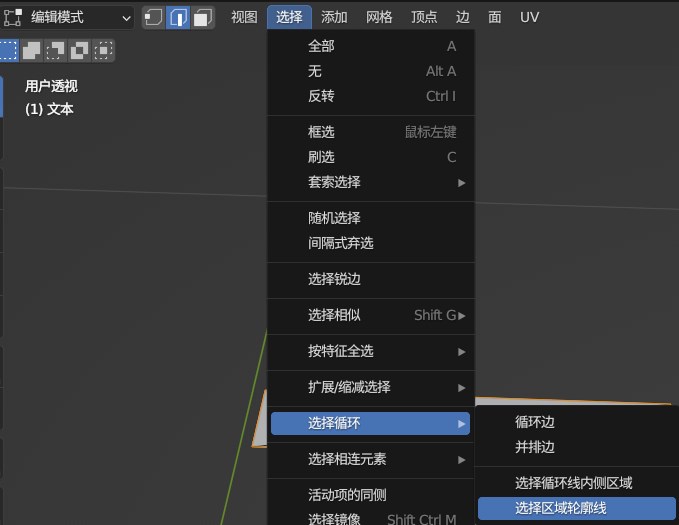 编辑模式 视图 选择 添加 网格 顶点 边 面 UV
用户透视
(1) 文本
全部 A
无 Alt A
反转 Ctrl I
框选 鼠标左键
刷选 C
套索选择
随机选择
间隔式弃选
选择锐边
选择相似 Shift G
按特征全选
扩展/缩减选择
选择循环
循环边
并排边
选择相连元素
选择循环线内侧区域
活动项的同侧
选择区域轮廓线
选择镜像 Shift Ctrl M